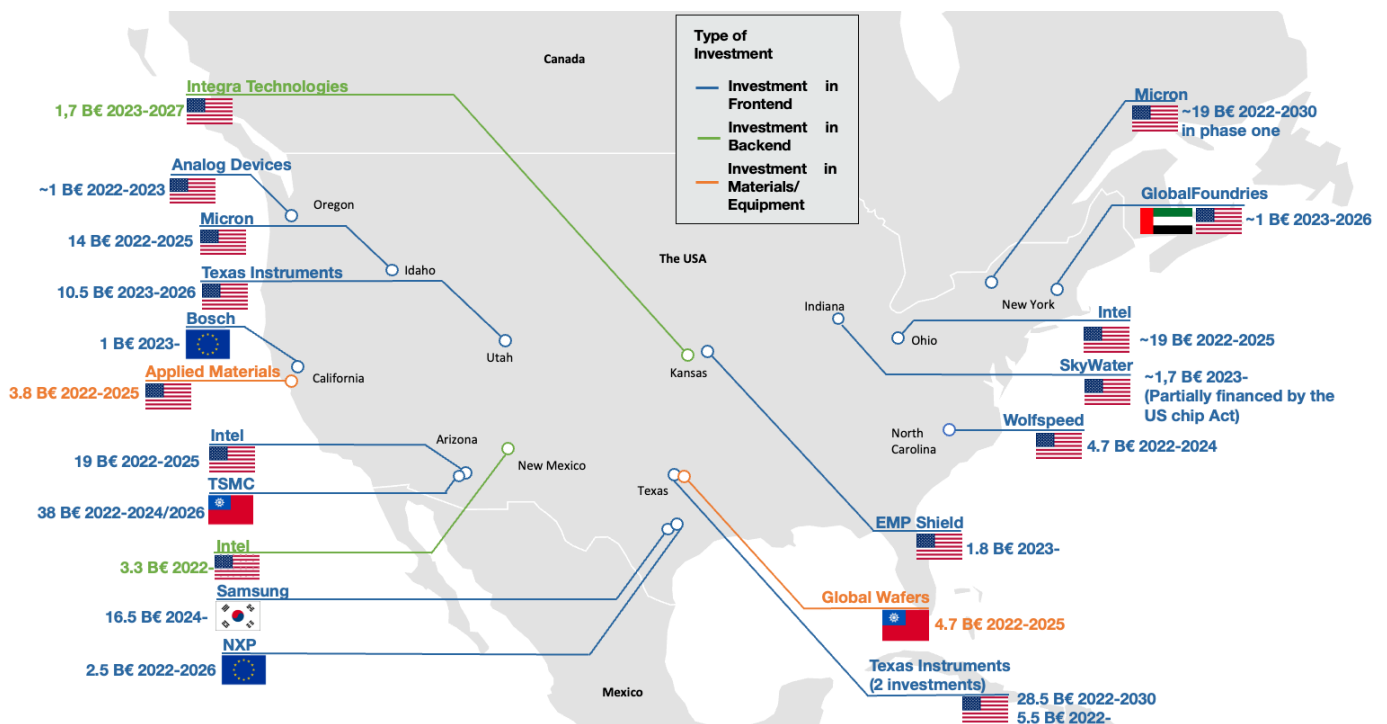 Type of
Investment
Investment in
Frontend
Investment in
Backend
Investment in
Materials/
Equipment
Canada
The USA
Mexico
Integra Technologies
1,7 B€ 2023-2027
Analog Devices
~1 B€ 2022-2023
Oregon
Micron
14 B€ 2022-2025
Idaho
Texas Instruments
10.5 B€ 2023-2026
Utah
Bosch
1 B€ 2023-
California
Applied Materials
3.8 B€ 2022-2025
Intel
19 B€ 2022-2025
Arizona
TSMC
38 B€ 2022-2024/2026
New Mexico
Intel
3.3 B€ 2022-
Samsung
16.5 B€ 2024-
NXP
2.5 B€ 2022-2026
Texas
Kansas
Indiana
Ohio
New York
North
Carolina
Micron
~19 B€ 2022-2030
in phase one
GlobalFoundries
~1 B€ 2023-2026
Intel
~19 B€ 2022-2025
SkyWater
~1,7 B€ 2023-
(Partially financed by the
US chip Act)
Wolfspeed
4.7 B€ 2022-2024
EMP Shield
1.8 B€ 2023-
Global Wafers
4.7 B€ 2022-2025
Texas Instruments
(2 investments)
28.5 B€ 2022-2030
5.5 B€ 2022-